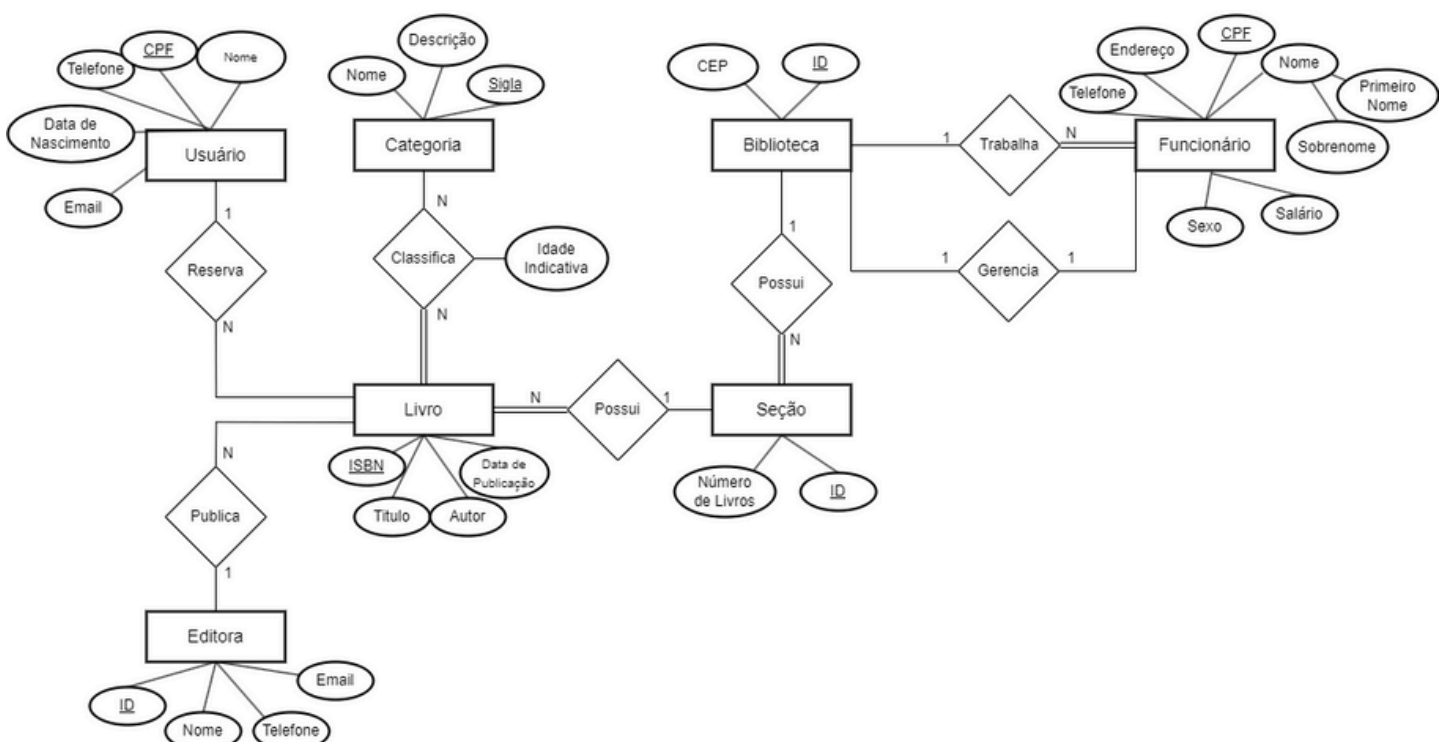 CPF
Nome
Telefone
Data de
Nascimento
Usuário
Email
1
Reserva
N
Descrição
Nome
Sigla
Categoria
N
Classifica
Idade
Indicativa
N
Livro
ISBN
Data de
Publicação
Titulo
Autor
N
Publica
1
Editora
ID
Nome
Telefone
Email
N
Possui
1
Seção
Número
de Livros
ID
CEP
ID
Biblioteca
1
Possui
N
1
Trabalha
N
1
Gerencia
1
Endereço
CPF
Nome
Primeiro
Nome
Telefone
Sobrenome
Funcionário
Sexo
Salário